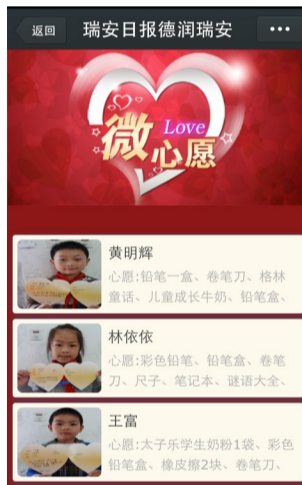 返回
瑞安日报德润瑞安
Love
微
心愿
黄明辉
心愿:铅笔一盒、卷笔刀、格林
童话、儿童成长牛奶、铅笔盒、
林依依
心愿:彩色铅笔、铅笔盒、卷笔
刀、尺子、笔记本、谜语大全、
王富
心愿:太子乐学生奶粉1袋、彩色
铅笔盒、橡皮擦2块、卷笔刀、